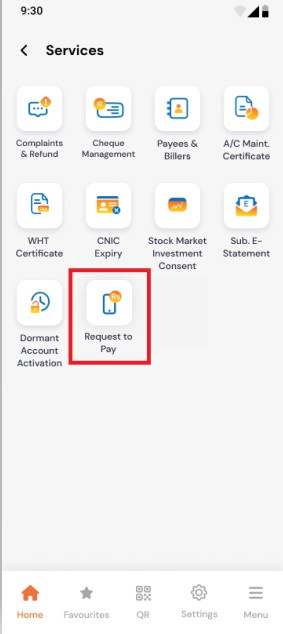 9:30
Services
Complaints
& Refund
Cheque
Management
Payees &
Billers
A/C Maint.
Certificate
WHT
Certificate
CNIC
Expiry
Stock Market
Investment
Consent
Sub. E-
Statement
E
Dormant
Account
Activation
Rs
Request to
Pay
Home
Favourites
QR
Settings
Menu